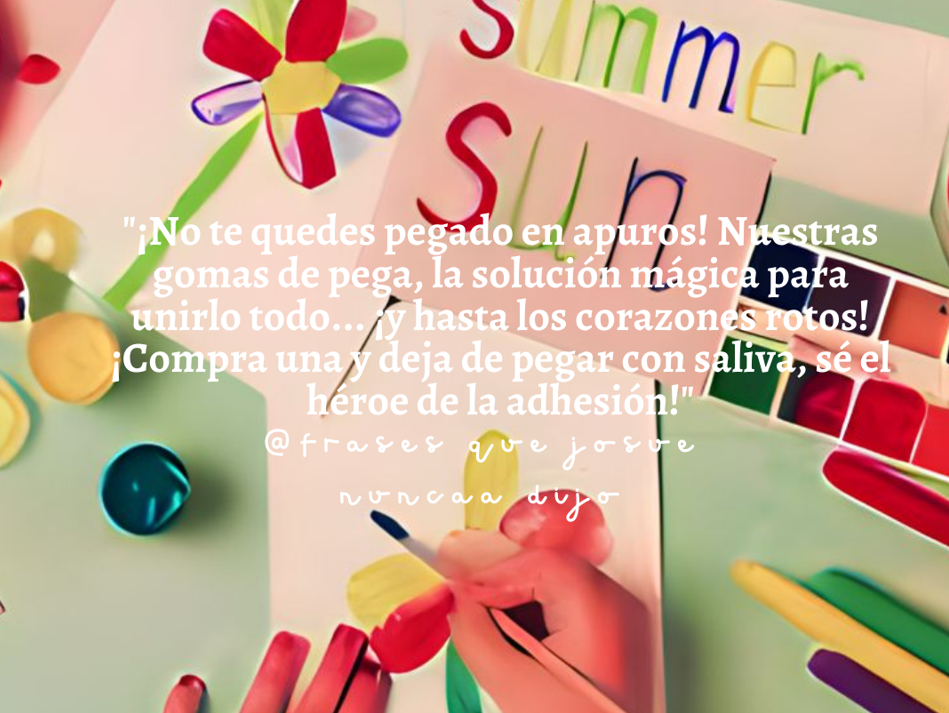 Summer
Sun
"¡No te quedes pegado en apuros! Nuestras
gomas de pega, la solución mágica para
unirlo todo... ¡y hasta los corazones rotos!
¡Compra una y deja de pegar con saliva, sé el
héroe de la adhesión!"
@frases que josue
nuncaa dijo